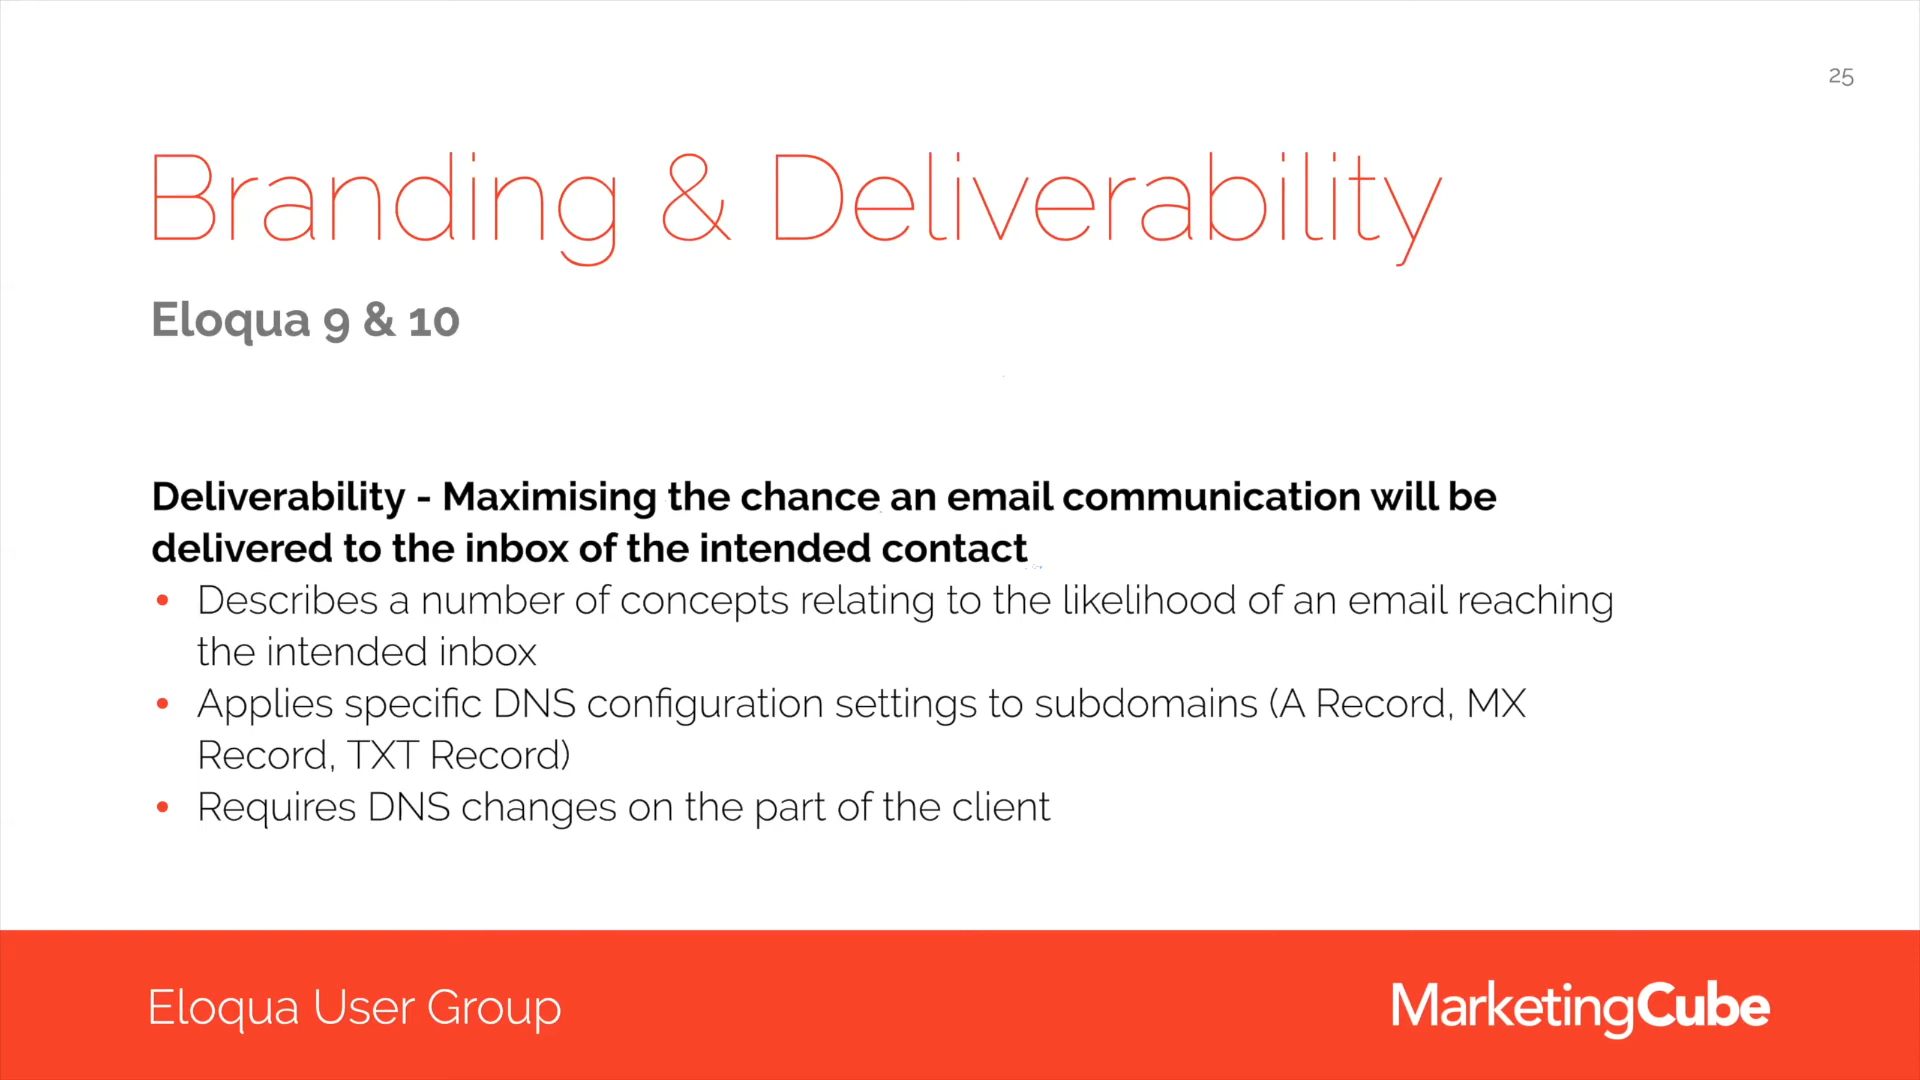 25
Branding & Deliverability
Eloqua 9 & 10
Deliverability - Maximising the chance an email communication will be
delivered to the inbox of the intended contact
• Describes a number of concepts relating to the likelihood of an email reaching
the intended inbox
• Applies specific DNS configuration settings to subdomains (A Record, MX
Record, TXT Record)
• Requires DNS changes on the part of the client
Eloqua User Group
MarketingCube